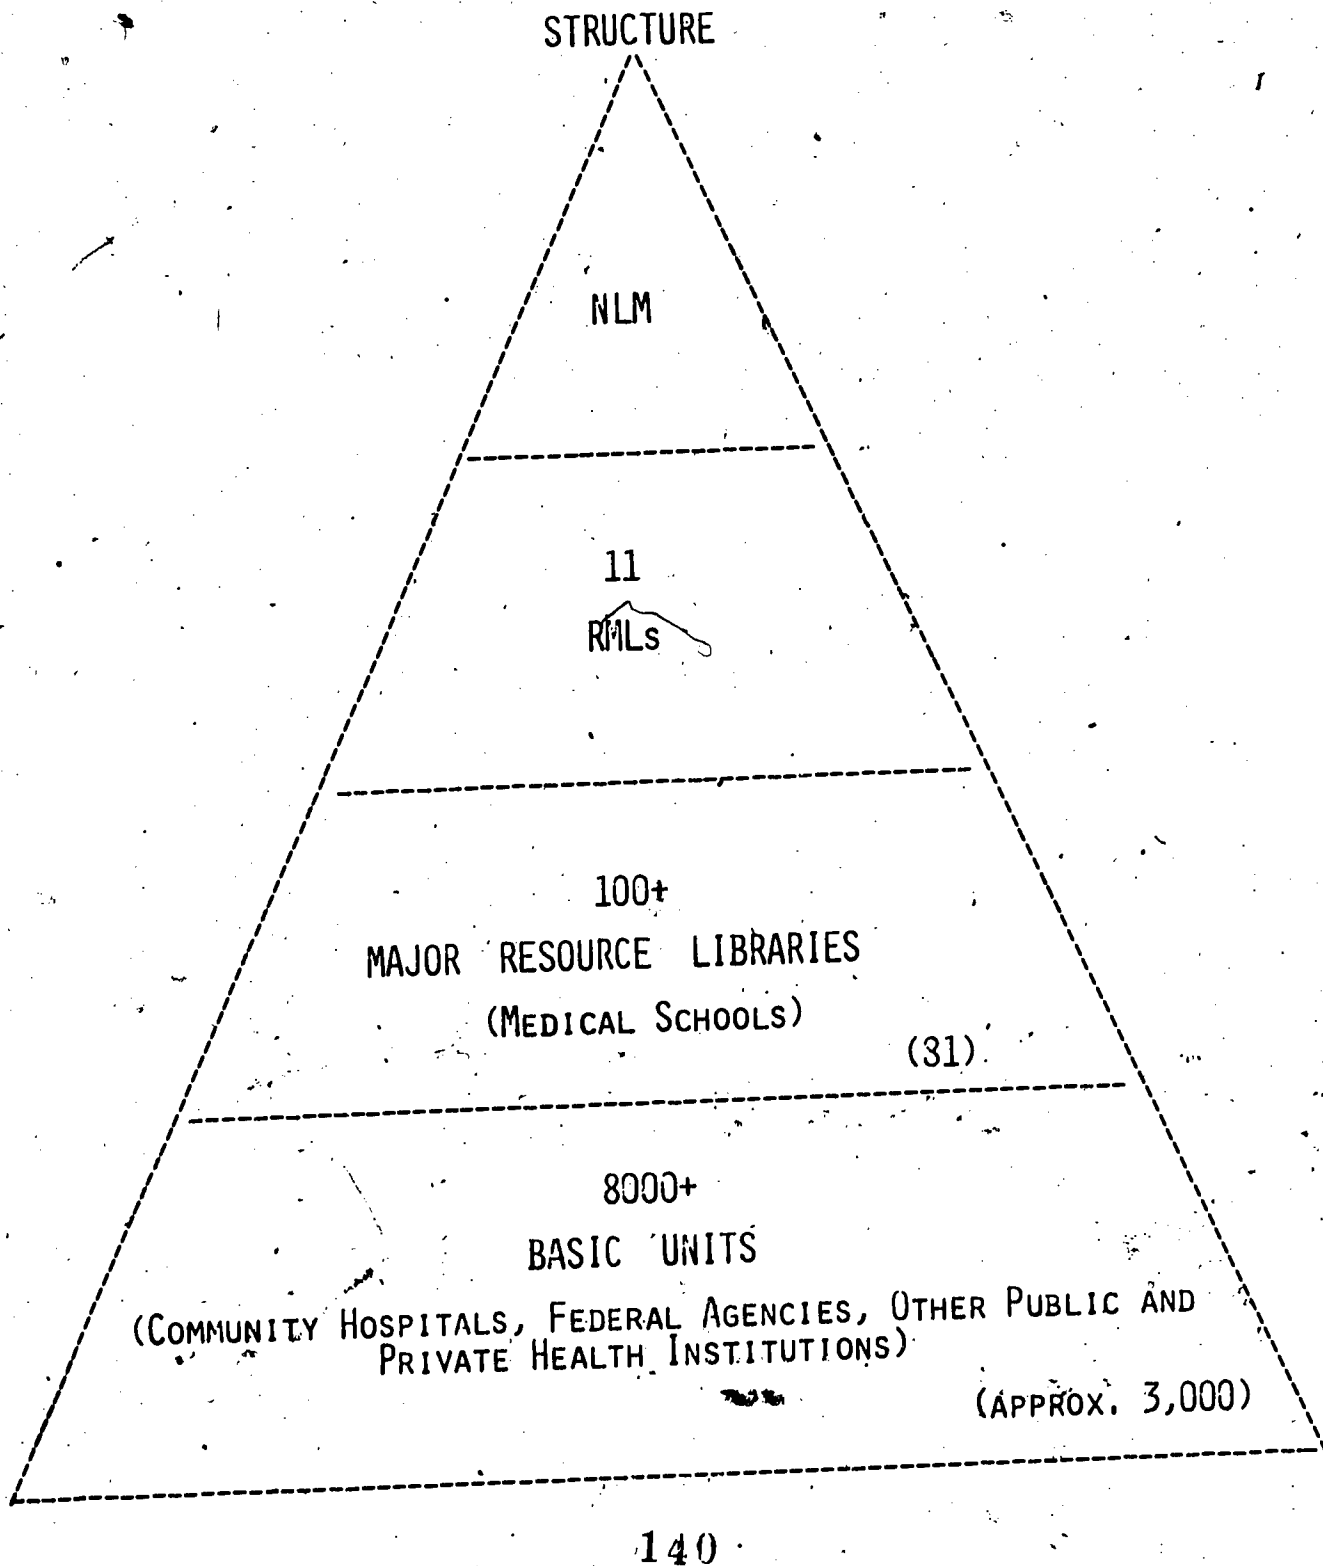 STRUCTURE
NLM
11
RMLs
100+
MAJOR RESOURCE LIBRARIES
(MEDICAL SCHOOLS)
(31)
8000+
BASIC UNITS
(COMMUNITY HOSPITALS, FEDERAL AGENCIES, OTHER PUBLIC AND
PRIVATE HEALTH INSTITUTIONS)
(APPROX. 3,000)
140